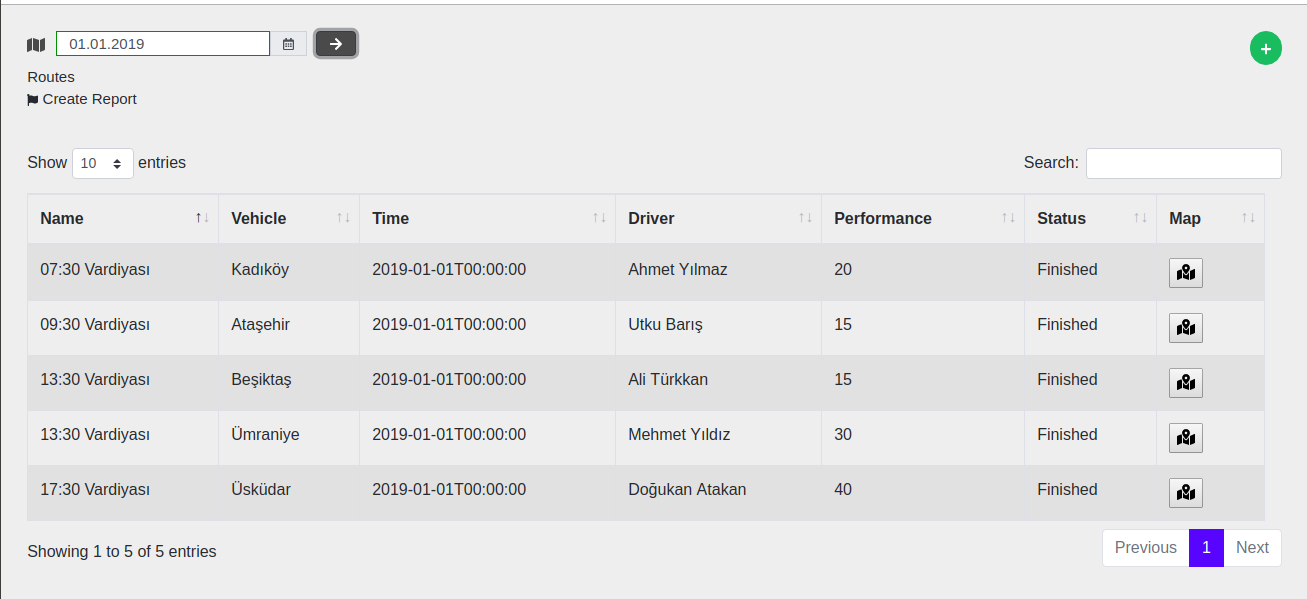 01.01.2019
Routes
Create Report
Show 10 entries
Search:
Name Vehicle Time Driver Performance Status Map
07:30 Vardiyası Kadıköy 2019-01-01T00:00:00 Ahmet Yılmaz 20 Finished
09:30 Vardiyası Ataşehir 2019-01-01T00:00:00 Utku Barış 15 Finished
13:30 Vardiyası Beşiktaş 2019-01-01T00:00:00 Ali Türkkan 15 Finished
13:30 Vardiyası Ümraniye 2019-01-01T00:00:00 Mehmet Yıldız 30 Finished
17:30 Vardiyası Üsküdar 2019-01-01T00:00:00 Doğukan Atakan 40 Finished
Showing 1 to 5 of 5 entries
Previous 1 Next